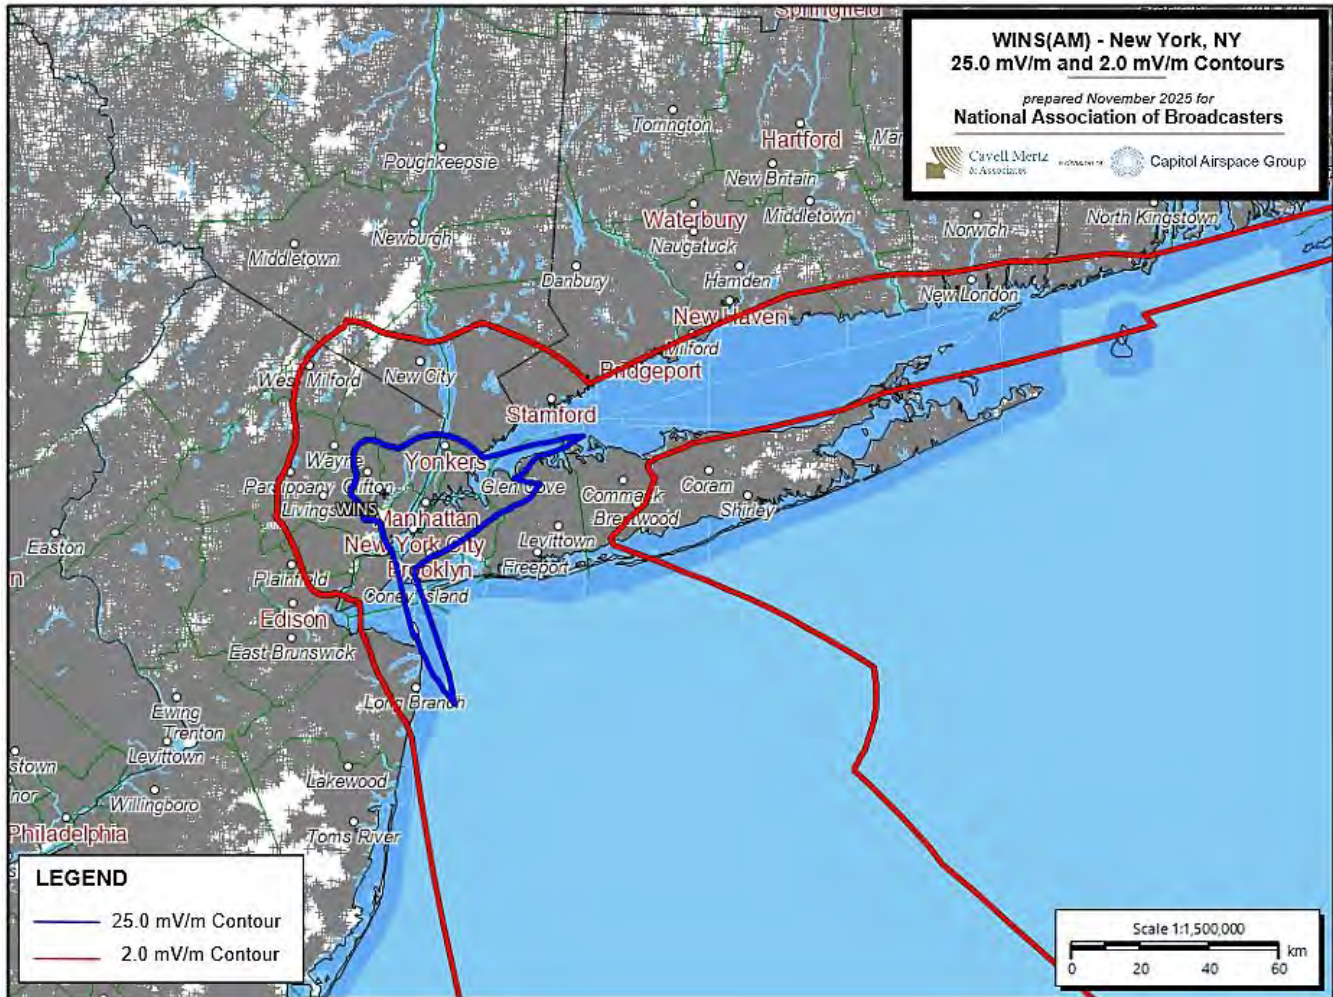 Springfield
WINS(AM) - New York, NY
25.0 mV/m and 2.0 mV/m Contours
prepared November 2025 for
National Association of Broadcasters
Cavell Mertz
& Associates
Capitol Airspace Group
Torrington
Hartford
Poughkeepsie
New Britain
Waterbury
Middletown
Norwich
North Kingstown
Newburgh
Naugatuck
Middletown
Danbury
Hamden
New London
New Haven
Milford
West Milford
New City
Bridgeport
Stamford
Wayne
Yonkers
Parsippany
Clifton
Glen Cove
Commack
Coram
Livings
WINS
Manhattan
Brentwood
Shirley
Easton
New York City
Levittown
Freeport
Plainfield
Brooklyn
Coney Island
Edison
East Brunswick
Long Branch
Ewing
Trenton
Levittown
stown
Lakewood
nor
Willingboro
Philadelphia
Toms River
LEGEND
25.0 mV/m Contour
2.0 mV/m Contour
Scale 1:1,500,000
km
0 20 40 60